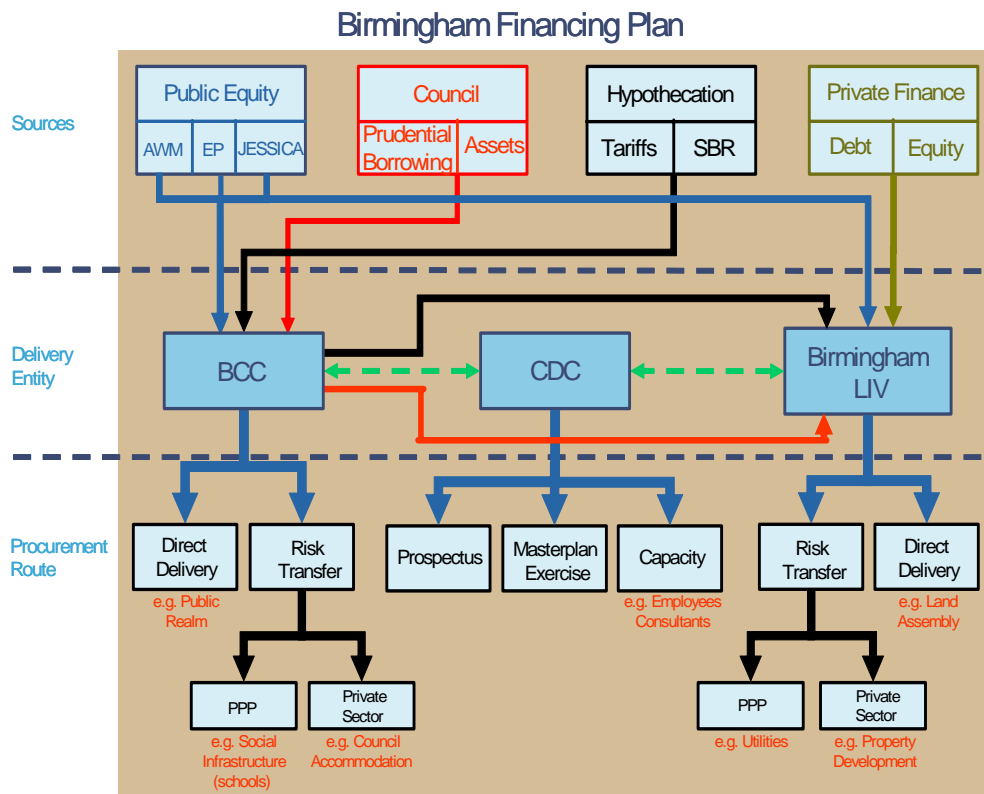 Birmingham Financing Plan
Sources
Public Equity
AWM
EP
JESSICA
Council
Prudential
Borrowing
Assets
Hypothecation
Tariffs
SBR
Private Finance
Debt
Equity
Delivery
Entity
BCC
CDC
Birmingham
LIV
Procurement
Route
Direct
Delivery
e.g. Public
Realm
Risk
Transfer
Prospectus
Masterplan
Exercise
Capacity
e.g. Employees
Consultants
Risk
Transfer
Direct
Delivery
e.g. Land
Assembly
PPP
e.g. Social
Infrastructure
(schools)
Private
Sector
e.g. Council
Accommodation
PPP
e.g. Utilities
Private
Sector
e.g. Property
Development